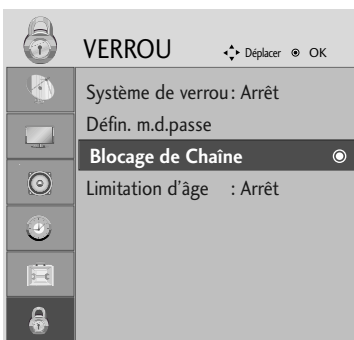 VERROU Déplacer OK
Système de verrou: Arrêt
Défin. m.d.passe
Blocage de Chaîne
Limitation d'âge : Arrêt